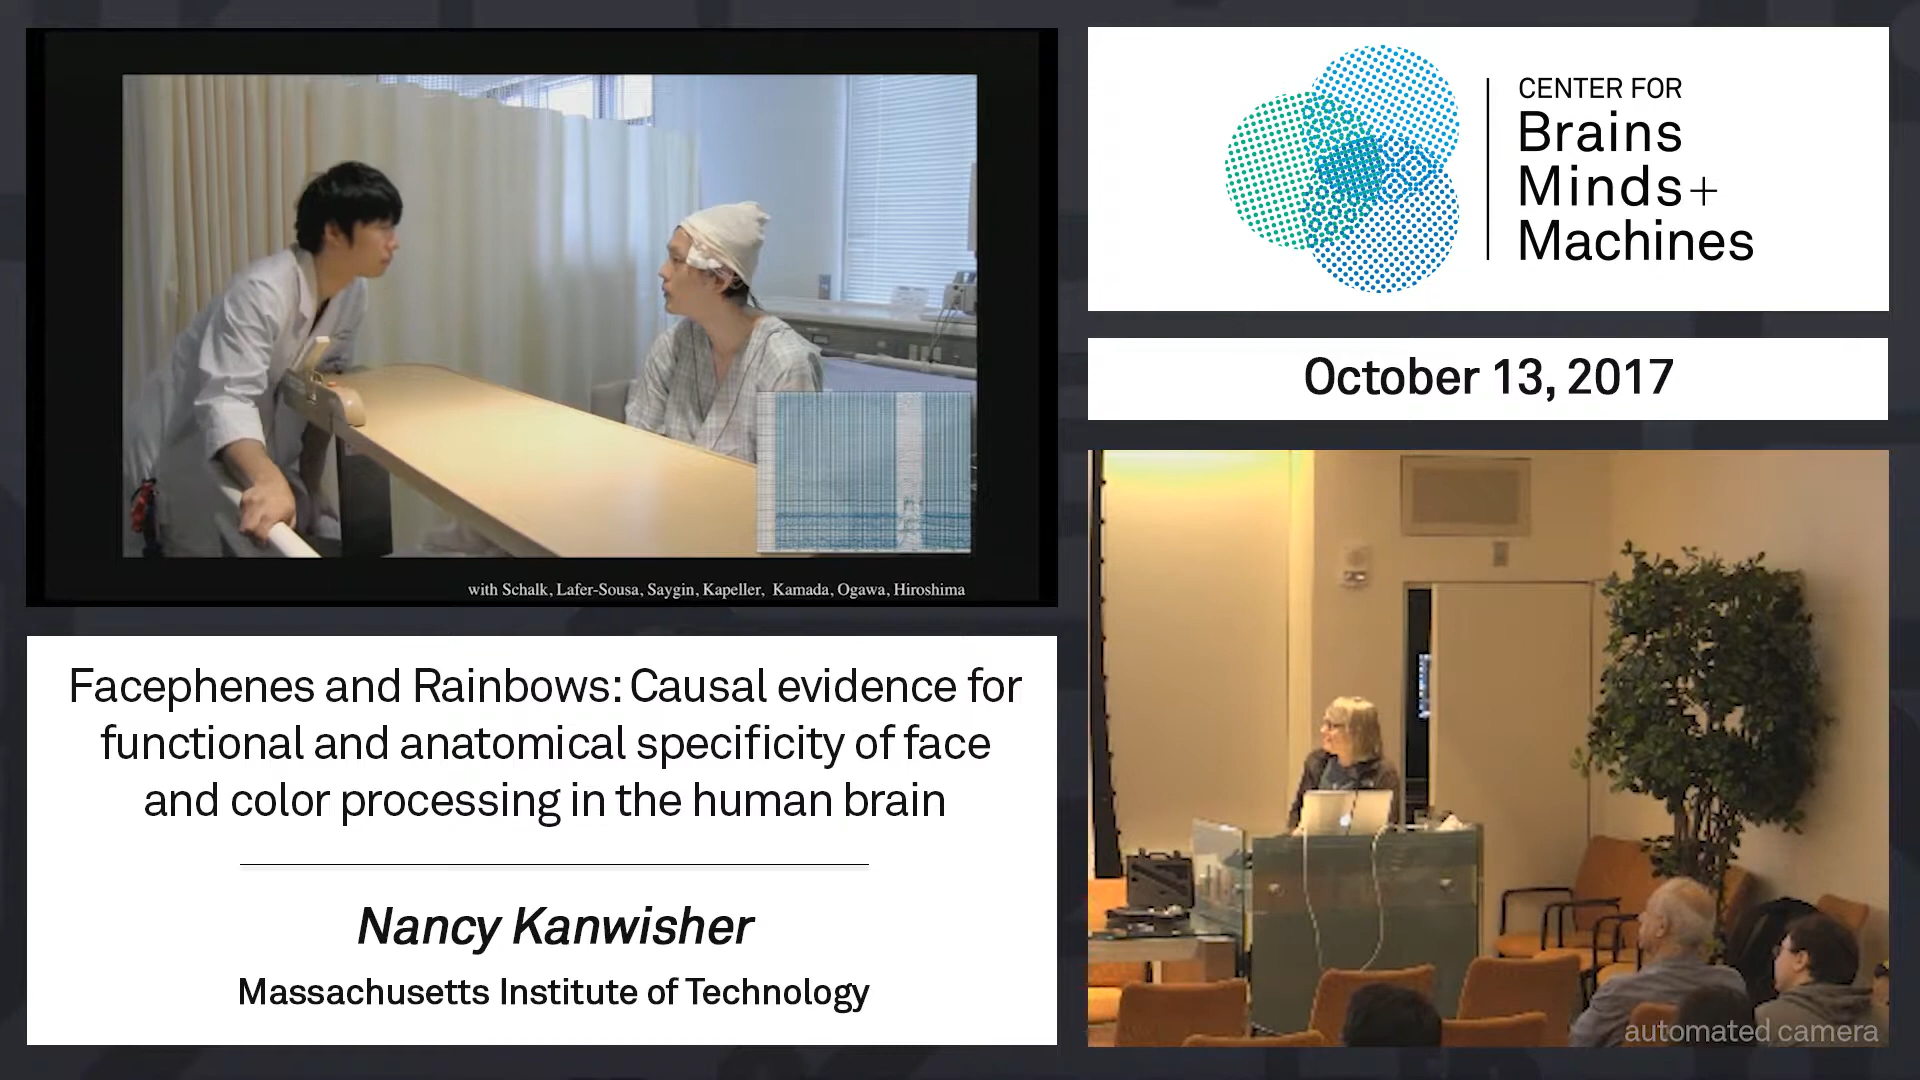 with Schalk, Lafer-Sousa, Saygin, Kapeller, Kamada, Ogawa, Hiroshima
Facephenes and Rainbows: Causal evidence for
functional and anatomical specificity of face
and color processing in the human brain
Nancy Kanwisher
Massachusetts Institute of Technology
CENTER FOR
Brains
Minds+
Machines
October 13, 2017
automated camera